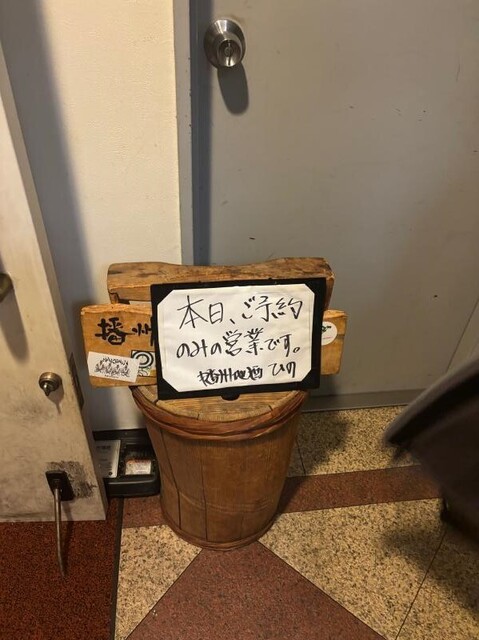 本日、ご予約
のみの営業です。
播州地酒 ひの
播州